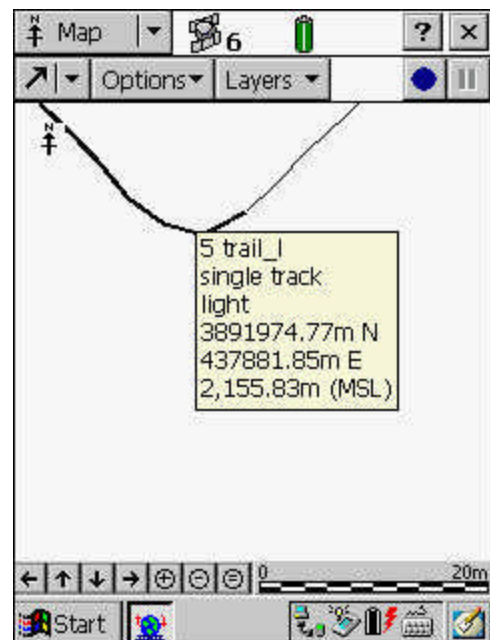 Map 6 ? ×
Options Layers
N
5 trail_l
single track
light
3891974.77m N
437881.85m E
2,155.83m (MSL)
0 20m
Start